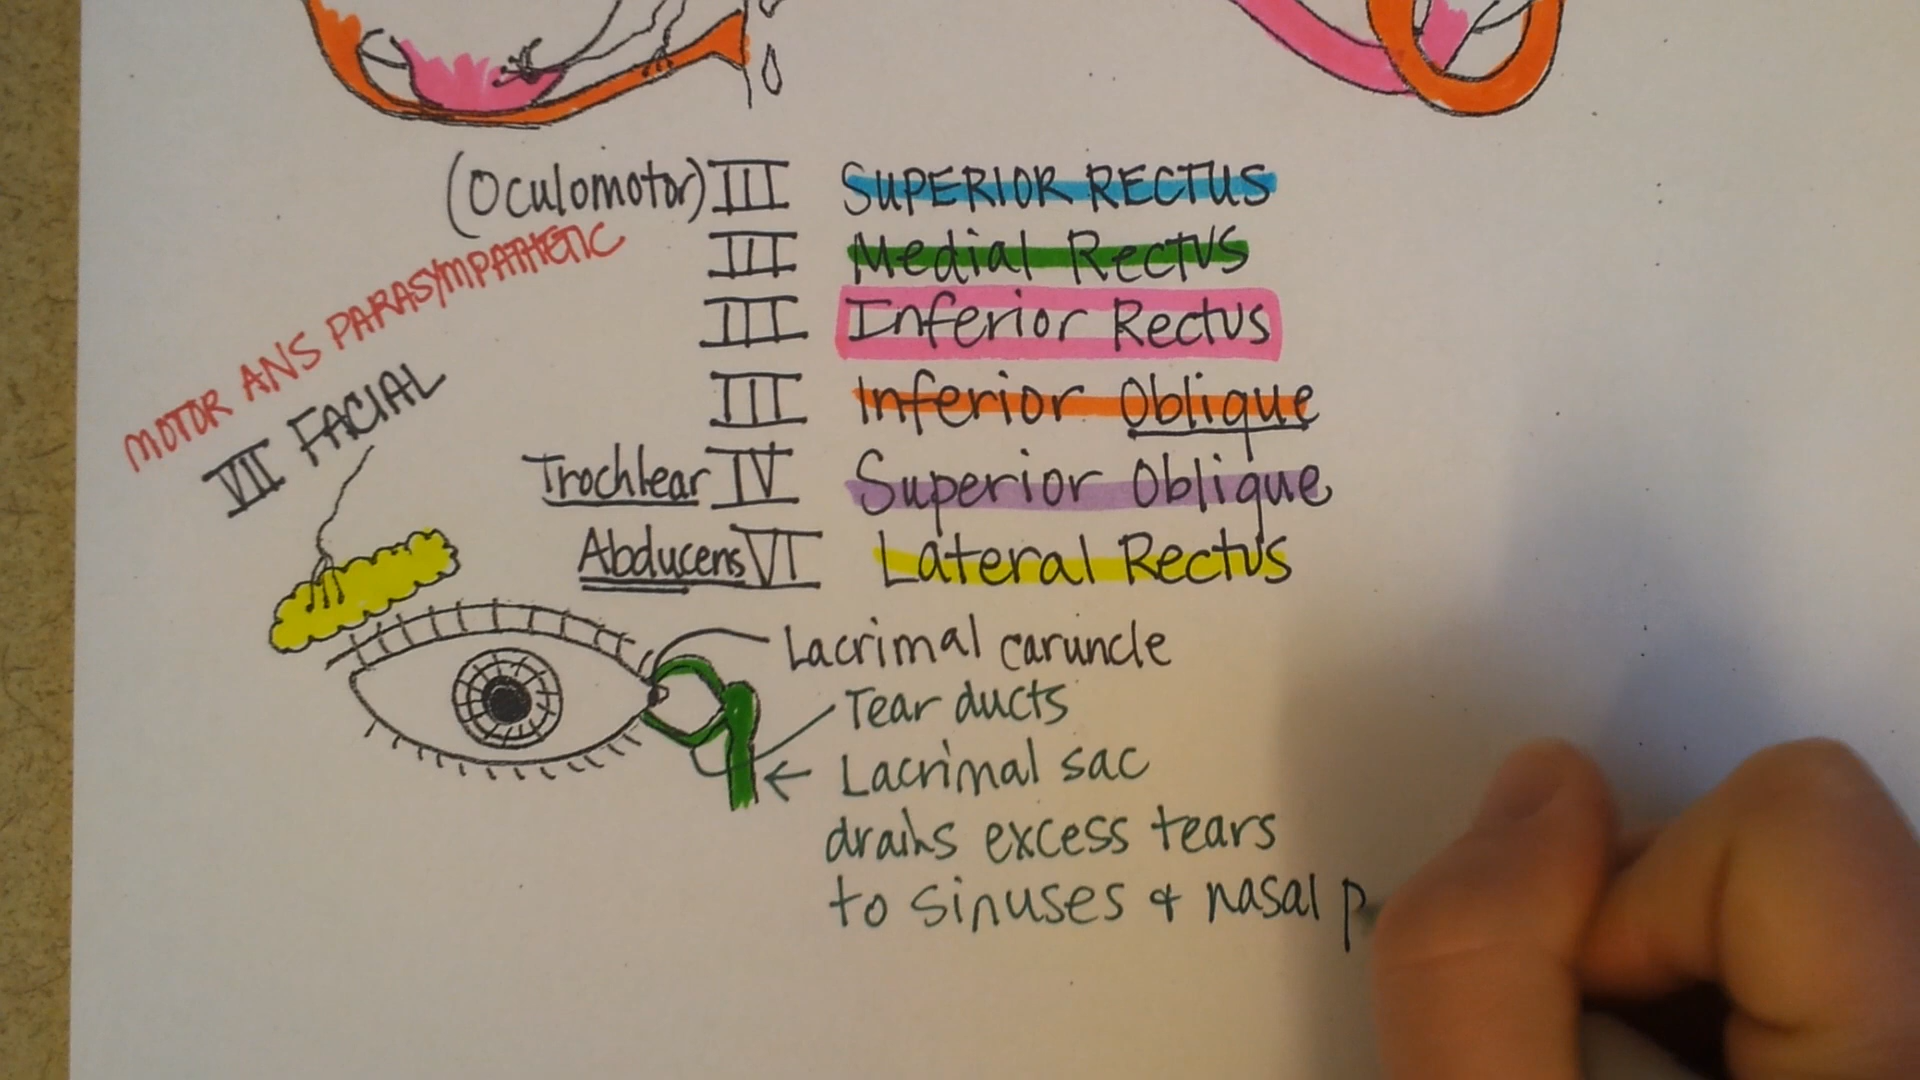 (Oculomotor) III SUPERIOR RECTUS
III Medial Rectus
III Inferior Rectus
III Inferior Oblique
Trochlear IV Superior Oblique
Abducens VI Lateral Rectus
MOTOR ANS PARASYMPATHETIC
VII FACIAL
Lacrimal caruncle
Tear ducts
← Lacrimal sac
drains excess tears
to sinuses & nasal p